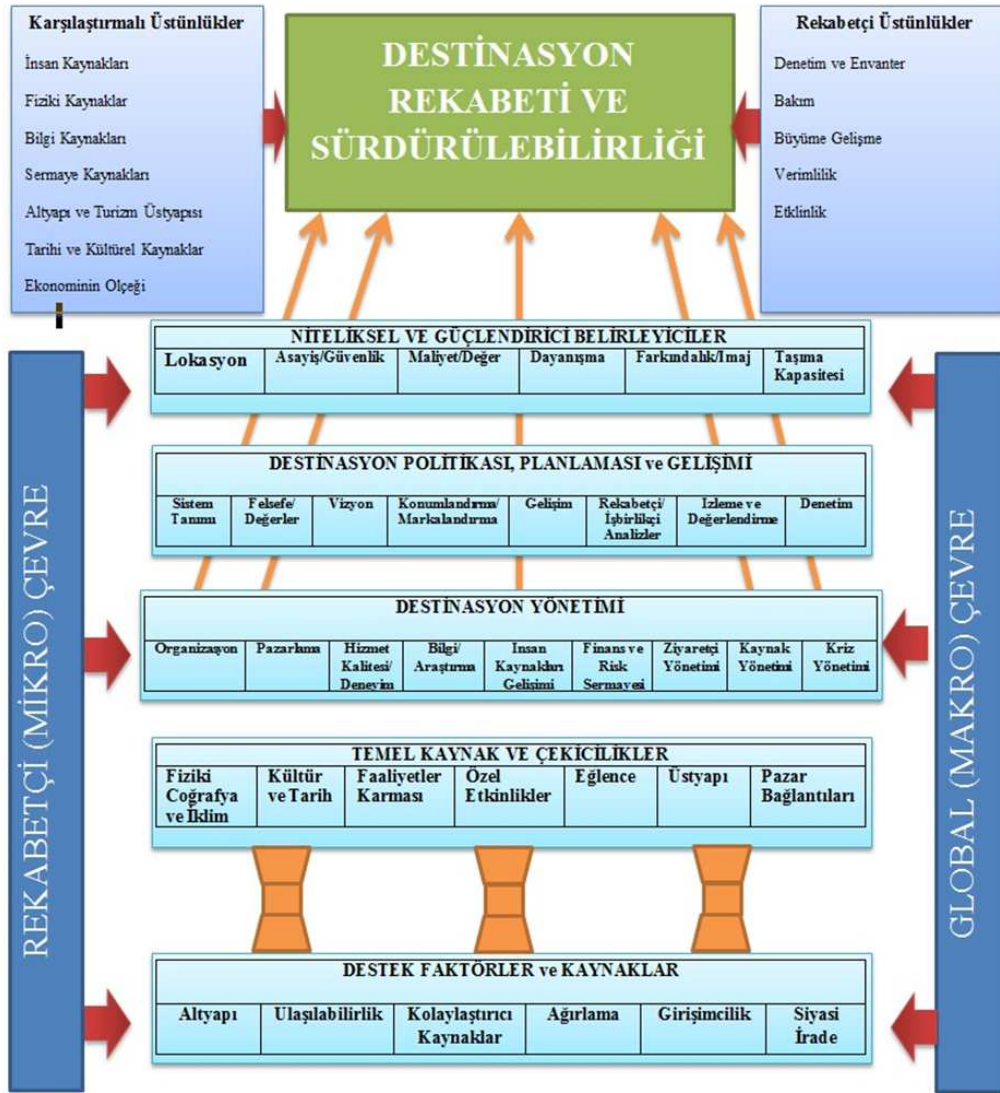 Karşılaştırmalı Üstünlükler
İnsan Kaynakları
Fiziki Kaynaklar
Bilgi Kaynakları
Sermaye Kaynakları
Altyapı ve Turizm Üstyapısı
Tarihi ve Kültürel Kaynaklar
Ekonominin Olçeği
DESTİNASYON
REKABETİ VE
SÜRDÜRÜLEBİLİRLİĞİ
Rekabetçi Üstünlükler
Denetim ve Envanter
Bakım
Büyüme Gelişme
Verimlilik
Etklinlik
REKABETÇİ (MİKRO) ÇEVRE
NİTELİKSEL VE GÜÇLENDİRİCİ BELİRLEYİCİLER
Lokasyon
Asayiş/Güvenlik
Maliyet/Değer
Dayanışma
Farkındalık/Imaj
Taşıma
Kapasitesi
DESTİNASYON POLİTİKASI, PLANLAMASI ve GELİŞİMİ
Sistem
Tanımı
Felsefe/
Değerler
Vizyon
Konumlandırma/
Markalandırma
Gelişim
Rekabetçi/
İşbirlikçi
Analizler
Izleme ve
Değerlendirme
Denetim
DESTİNASYON YÖNETİMİ
Organizasyon
Pazarlama
Hizmet
Kalitesi/
Deneyim
Bilgi/
Araştırma
Insan
Kaynakları
Gelişimi
Finans ve
Risk
Sermayesi
Ziyaretçi
Yönetimi
Kaynak
Yönetimi
Kriz
Yönetimi
TEMEL KAYNAK VE ÇEKİCİLİKLER
Fiziki
Coğrafya
ve İklim
Kültür
ve Tarih
Faaliyetler
Karması
Özel
Etkinlikler
Eğlence
Üstyapı
Pazar
Bağlantıları
DESTEK FAKTÖRLER ve KAYNAKLAR
Altyapı
Ulaşılabilirlik
Kolaylaştırıcı
Kaynaklar
Ağırlama
Girişimcilik
Siyasi
İrade
GLOBAL (MAKRO) ÇEVRE